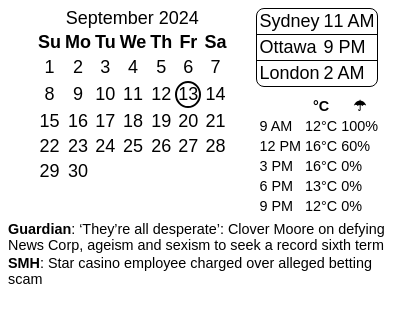 September 2024
Su Mo Tu We Th Fr Sa
1 2 3 4 5 6 7
8 9 10 11 12 13 14
15 16 17 18 19 20 21
22 23 24 25 26 27 28
29 30
Sydney 11 AM
Ottawa 9 PM
London 2 AM
°C ☂
9 AM 12°C 100%
12 PM 16°C 60%
3 PM 16°C 0%
6 PM 13°C 0%
9 PM 12°C 0%
Guardian: ‘They’re all desperate’: Clover Moore on defying
News Corp, ageism and sexism to seek a record sixth term
SMH: Star casino employee charged over alleged betting
scam